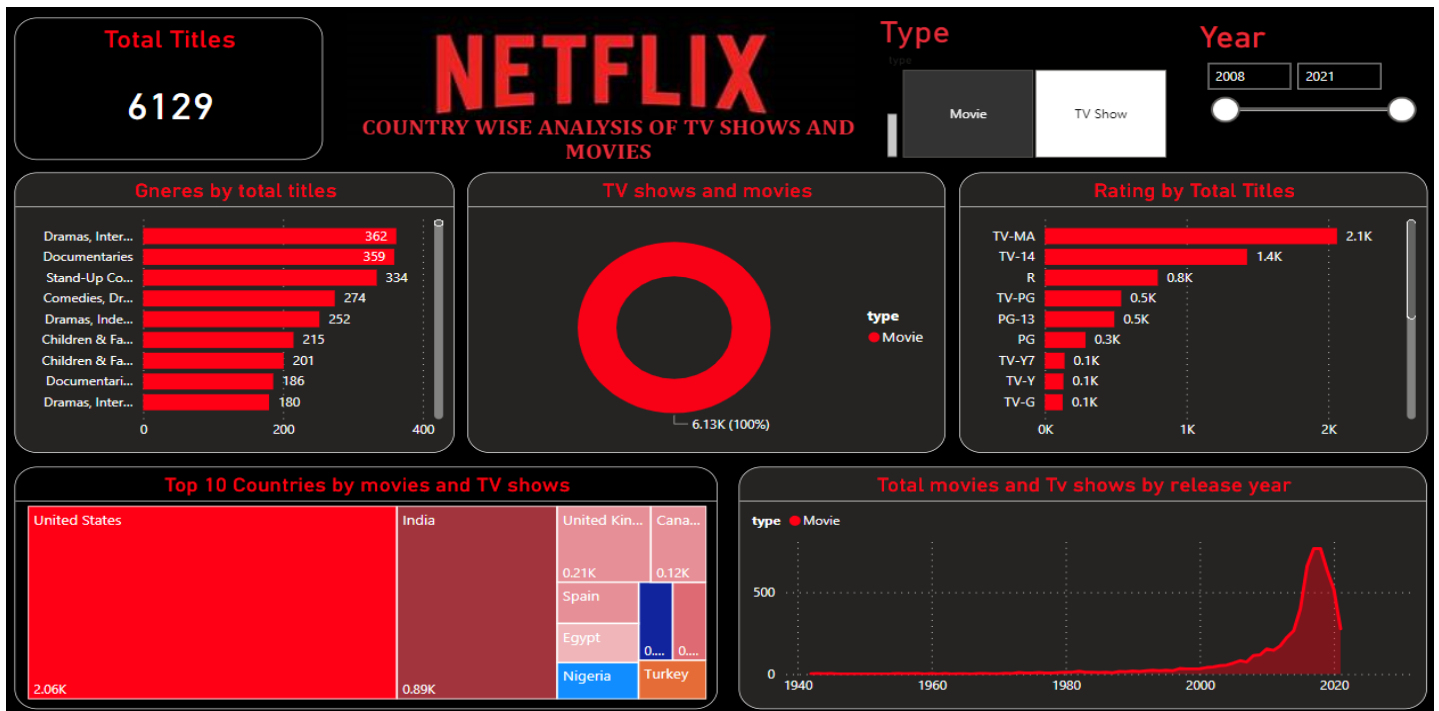 Total Titles
6129
NETFLIX
COUNTRY WISE ANALYSIS OF TV SHOWS AND
MOVIES
Type
type
Movie
TV Show
Year
2008
2021
Gneres by total titles
Dramas, Inter... 362
Documentaries 359
Stand-Up Co... 334
Comedies, Dr... 274
Dramas, Inde... 252
Children & Fa... 215
Children & Fa... 201
Documentari... 186
Dramas, Inter... 180
0 200 400
TV shows and movies
type
Movie
6.13K (100%)
Rating by Total Titles
TV-MA 2.1K
TV-14 1.4K
R 0.8K
TV-PG 0.5K
PG-13 0.5K
PG 0.3K
TV-Y7 0.1K
TV-Y 0.1K
TV-G 0.1K
0K 1K 2K
Top 10 Countries by movies and TV shows
United States
2.06K
India
0.89K
United Kin...
0.21K
Cana...
0.12K
Spain
Egypt
Nigeria
0....
0....
Turkey
Total movies and Tv shows by release year
type Movie
500
0
1940 1960 1980 2000 2020